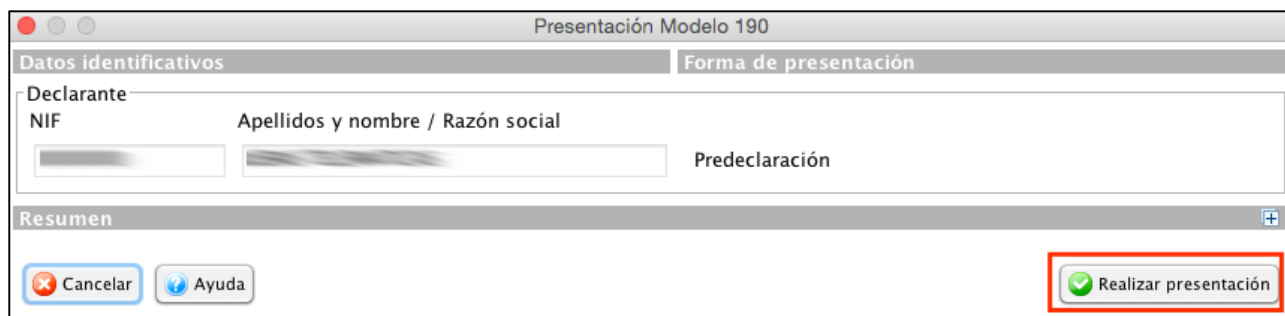 Presentación Modelo 190
Datos identificativos Forma de presentación
Declarante
NIF Apellidos y nombre / Razón social
Predeclaración
Resumen
Cancelar Ayuda Realizar presentación